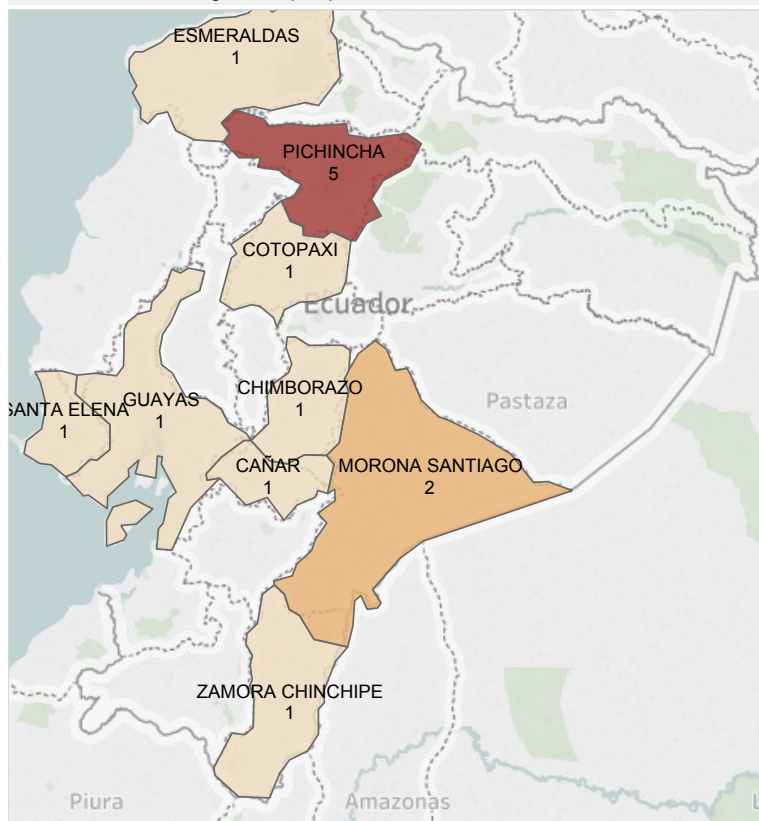 ESMERALDAS
1
PICHINCHA
5
COTOPAXI
1
Ecuador
CHIMBORAZO
1
Pastaza
SANTA ELENA
1
GUAYAS
1
CAÑAR
1
MORONA SANTIAGO
2
ZAMORA CHINCHIPE
1
Piura
Amazonas